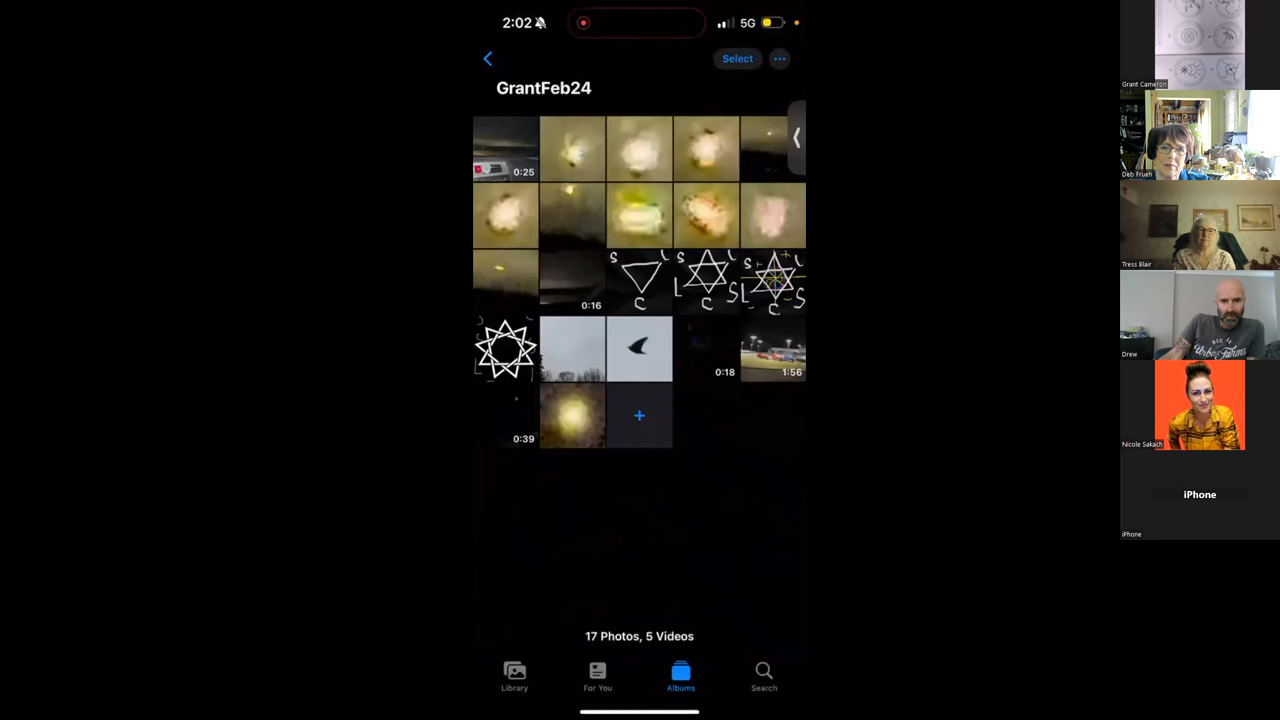 2:02
5G
Select
GrantFeb24
0:25
0:16
S L
C
S L
L S
C
S L
L S
C
0:18
1:56
0:39
17 Photos, 5 Videos
Library
For You
Albums
Search
Grant Cameron
Deb Frueh
Tress Blair
Drew
Nicole Sakach
iPhone
iPhone